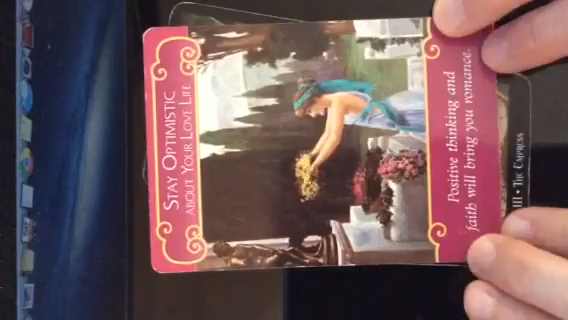 STAY OPTIMISTIC
ABOUT YOUR LOVE LIFE
Positive thinking and
faith will bring you romance.
III • THE EMPRESS